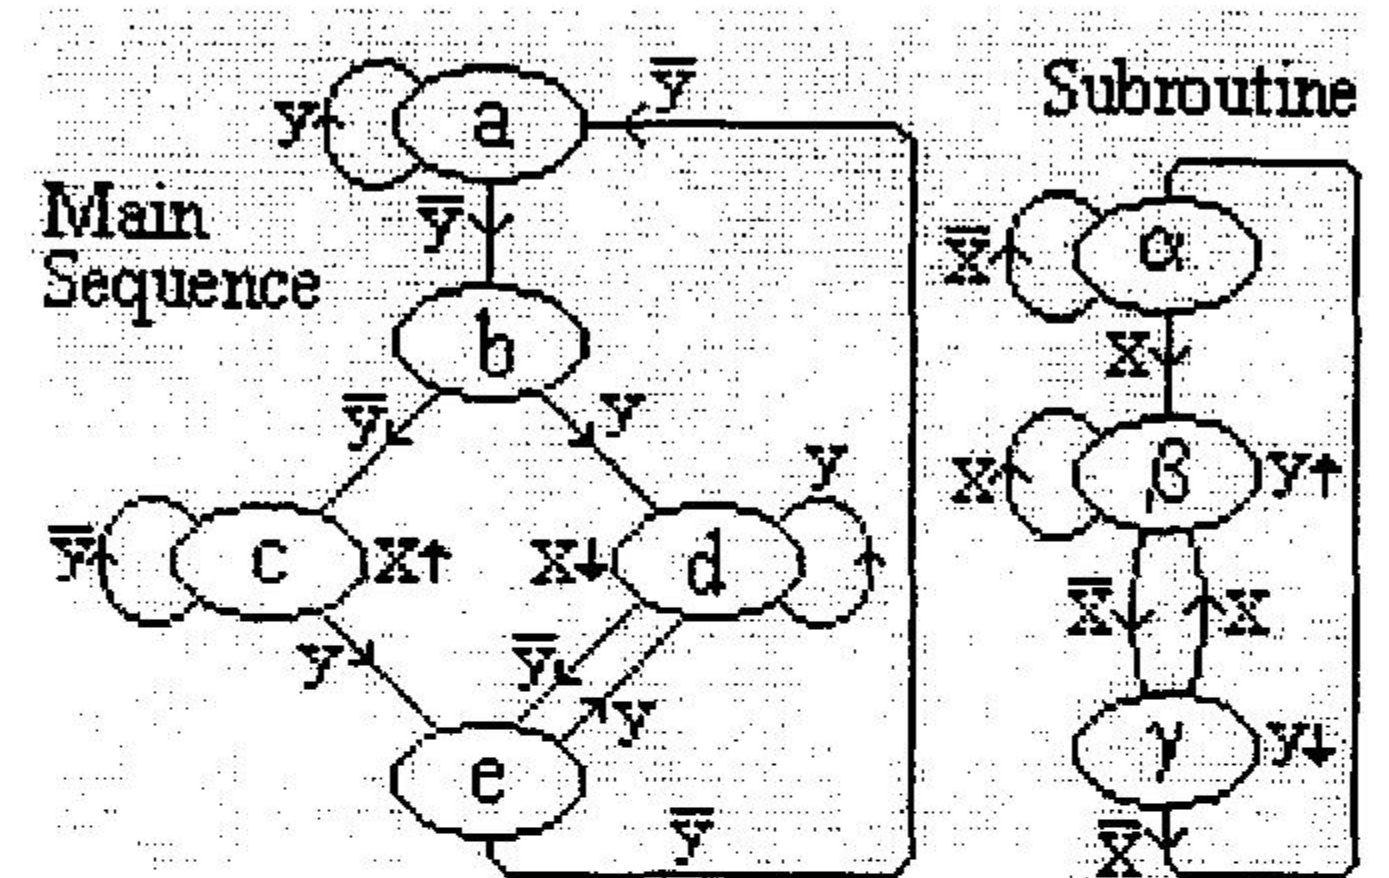 y̅
Subroutine
y
a
Main
Sequence
y̅
α
X̅
b
X
y̅
y
y
X
β
y↑
y̅
c
X↑
X↓
d
X̅
X
y
y̅
y
e
γ
y↓
y̅
X̅